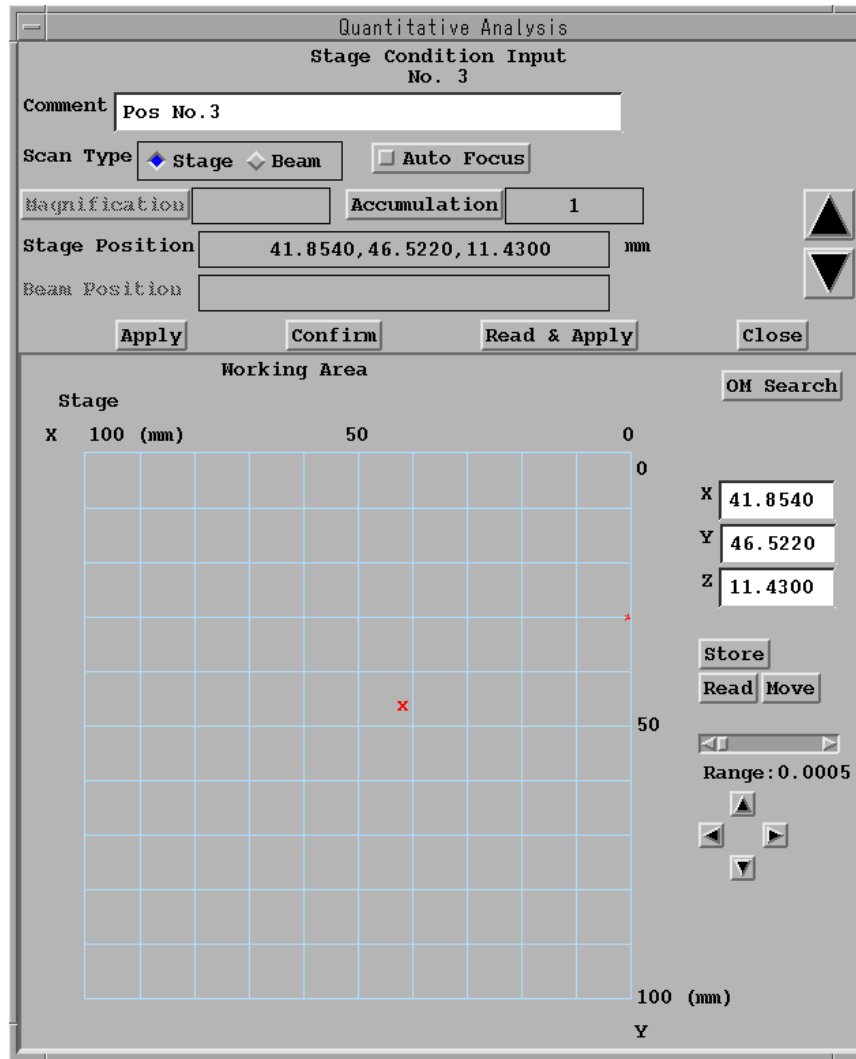 Quantitative Analysis
Stage Condition Input
No. 3
Comment Pos No.3
Scan Type Stage Beam Auto Focus
Magnification Accumulation 1
Stage Position 41.8540,46.5220,11.4300 mm
Beam Position
Apply Confirm Read & Apply Close
Working Area
OM Search
Stage
X 100 (mm) 50 0
0
X 41.8540
Y 46.5220
Z 11.4300
Store
Read Move
x
50
Range:0.0005
100 (mm)
Y